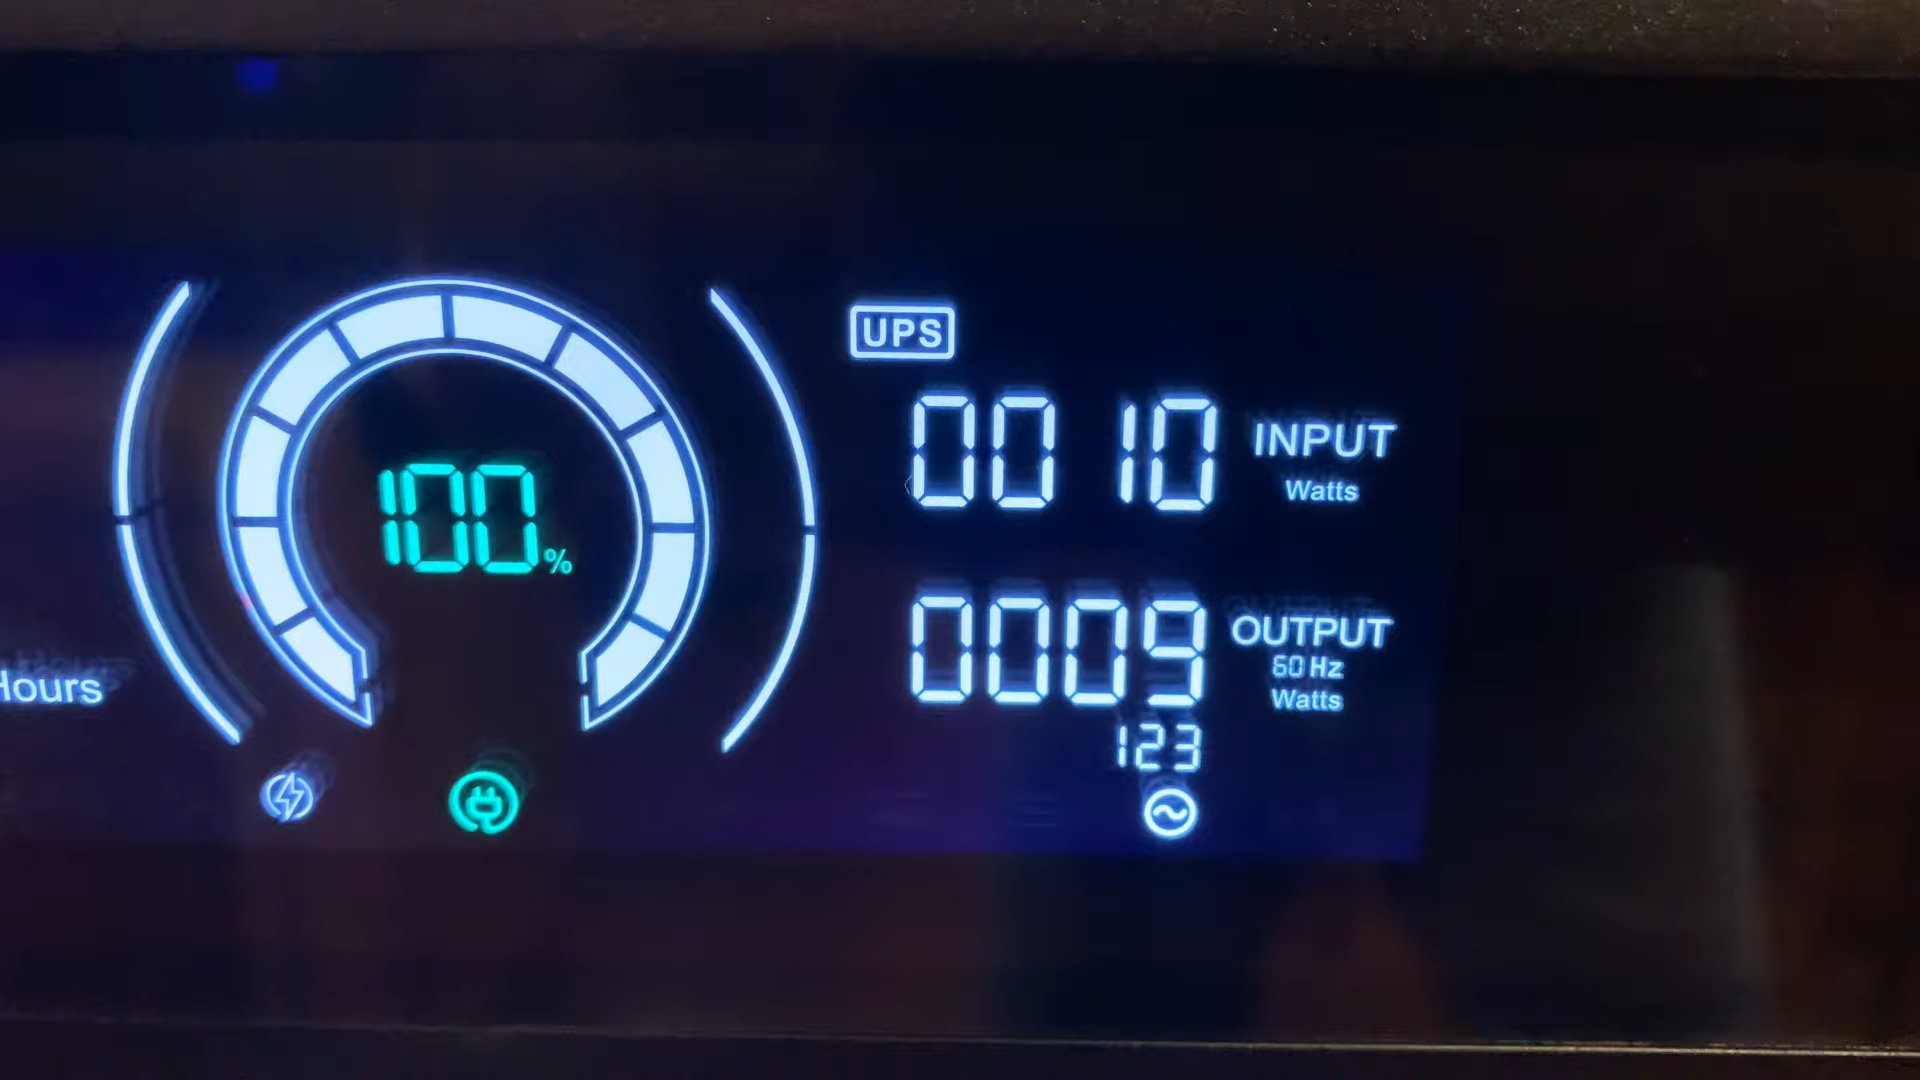 UPS
0010 INPUT
Watts
100%
0009 OUTPUT
60 Hz
Watts
Hours
123